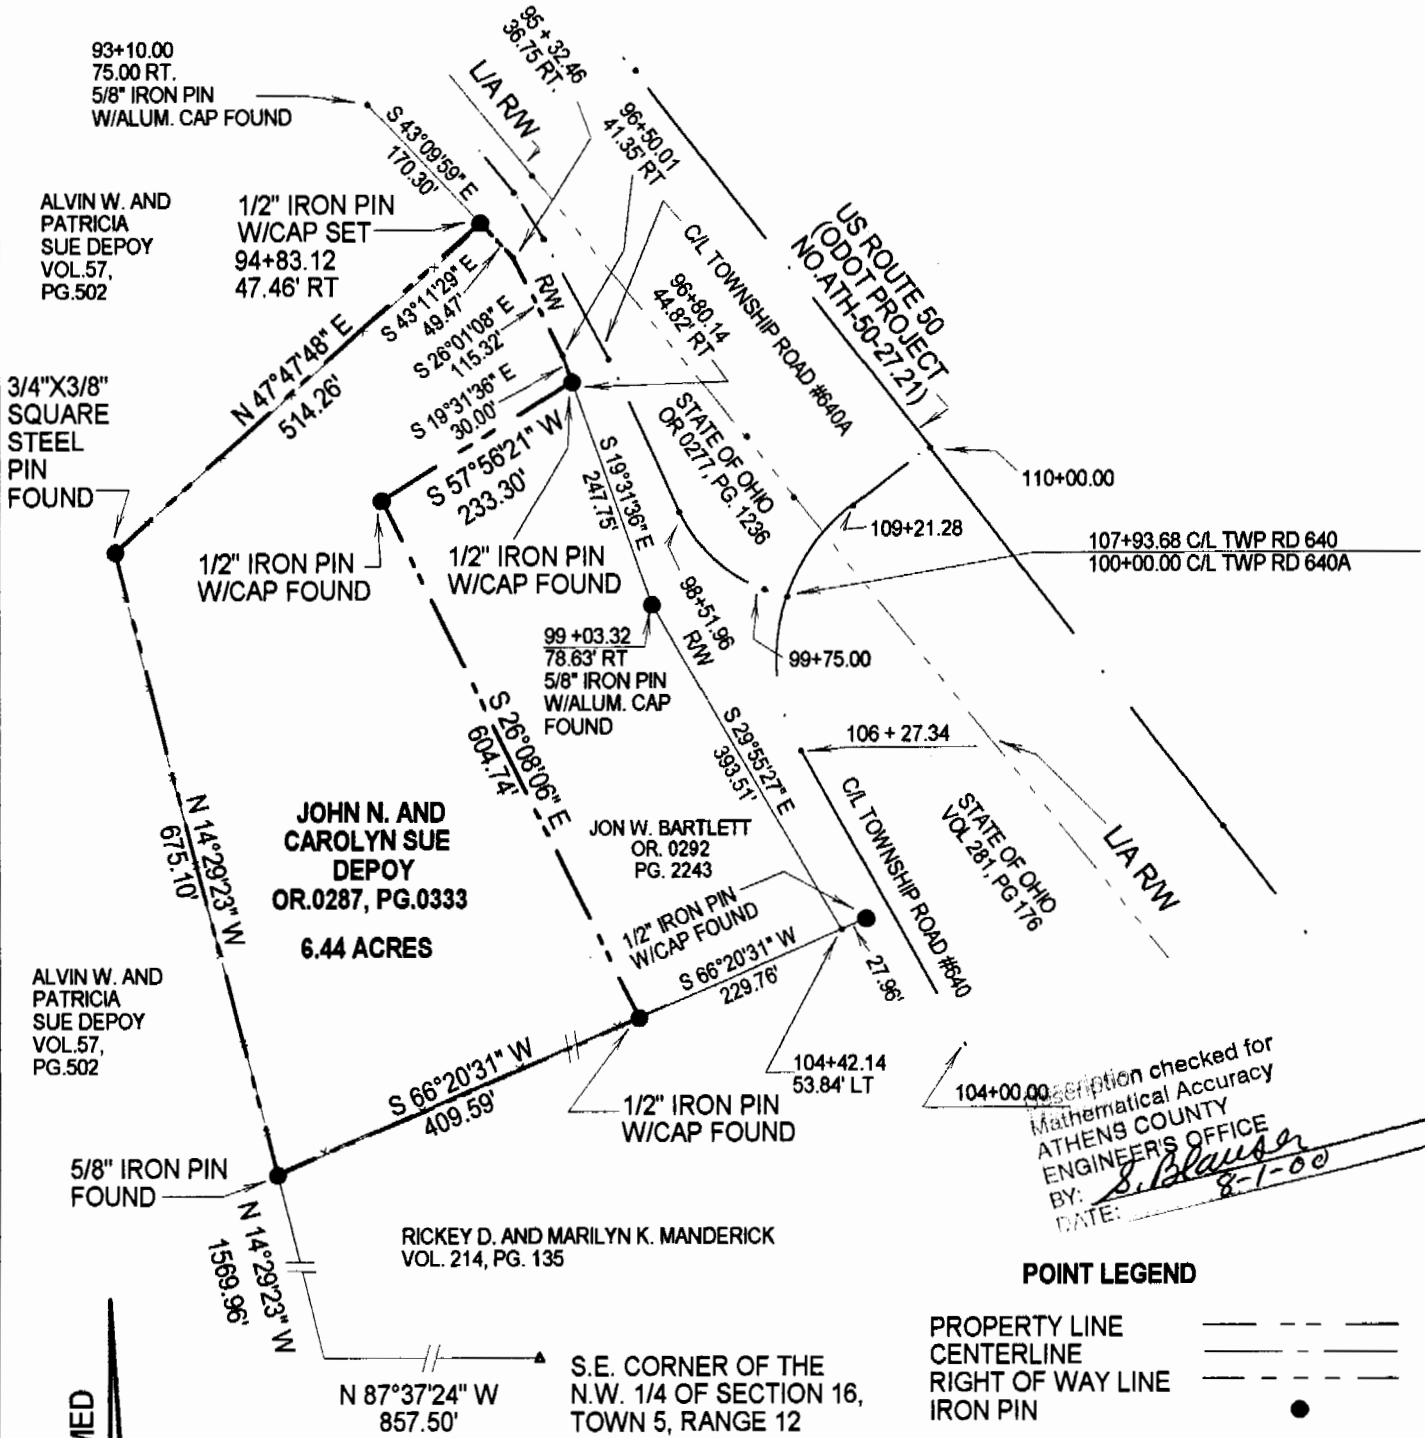 93+10.00
75.00 RT.
5/8" IRON PIN
W/ALUM. CAP FOUND
S 43°09'59" E
170.30'
95 + 32.46
36.75 RT.
L/A R/W
96+50.01
41.35' RT
ALVIN W. AND
PATRICIA
SUE DEPOY
VOL.57,
PG.502
1/2" IRON PIN
W/CAP SET
94+83.12
47.46' RT
US ROUTE 50
(ODOT PROJECT
NO.ATH-50-27.21)
C/L TOWNSHIP ROAD #640A
96+80.14
44.82' RT
R/W
S 43°11'29" E
49.47'
S 26°01'08" E
115.32'
S 19°31'36" E
30.00'
N 47°47'48" E
514.26'
3/4"X3/8"
SQUARE
STEEL
PIN
FOUND
S 57°56'21" W
233.30'
S 19°31'36" E
247.75'
STATE OF OHIO
OR 0277, PG. 1236
110+00.00
109+21.28
107+93.68 C/L TWP RD 640
100+00.00 C/L TWP RD 640A
1/2" IRON PIN
W/CAP FOUND
1/2" IRON PIN
W/CAP FOUND
98+51.96
R/W
99+75.00
99 +03.32
78.63' RT
5/8" IRON PIN
W/ALUM. CAP
FOUND
S 26°08'06" E
604.74'
S 29°55'27" E
393.51'
106 + 27.34
N 14°29'23" W
675.10'
JOHN N. AND
CAROLYN SUE
DEPOY
OR.0287, PG.0333
6.44 ACRES
JON W. BARTLETT
OR. 0292
PG. 2243
C/L TOWNSHIP ROAD #640
STATE OF OHIO
VOL 281, PG 176
L/A R/W
1/2" IRON PIN
W/CAP FOUND
S 66°20'31" W
229.76'
27.96'
ALVIN W. AND
PATRICIA
SUE DEPOY
VOL.57,
PG.502
S 66°20'31" W
409.59'
104+42.14
53.84' LT
104+00.00
1/2" IRON PIN
W/CAP FOUND
Description checked for
Mathematical Accuracy
ATHENS COUNTY
ENGINEER'S OFFICE
BY: S. Blauser
DATE: 8-1-00
5/8" IRON PIN
FOUND
N 14°29'23" W
1569.96'
RICKEY D. AND MARILYN K. MANDERICK
VOL. 214, PG. 135
N 87°37'24" W
857.50'
S.E. CORNER OF THE
N.W. 1/4 OF SECTION 16,
TOWN 5, RANGE 12
POINT LEGEND
PROPERTY LINE
CENTERLINE
RIGHT OF WAY LINE
IRON PIN